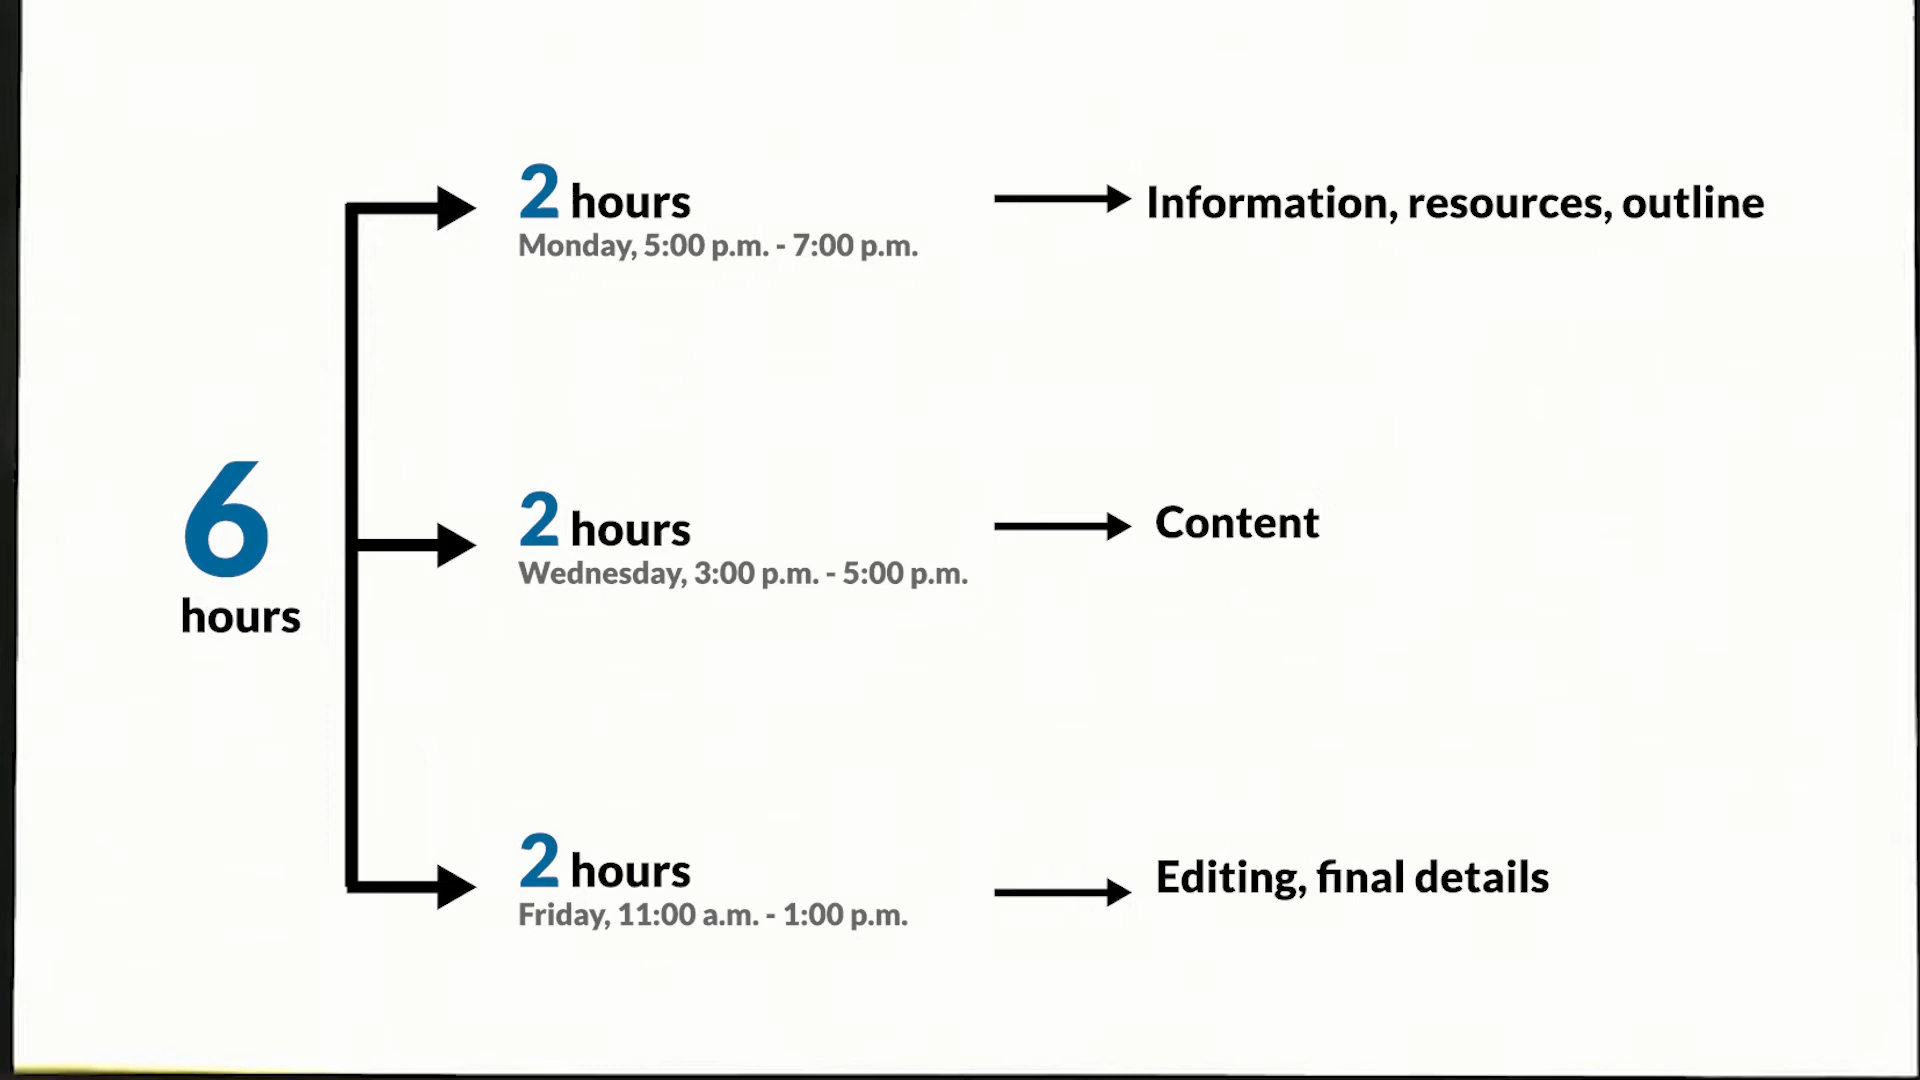 6
hours
2 hours
Monday, 5:00 p.m. - 7:00 p.m.
Information, resources, outline
2 hours
Wednesday, 3:00 p.m. - 5:00 p.m.
Content
2 hours
Friday, 11:00 a.m. - 1:00 p.m.
Editing, final details